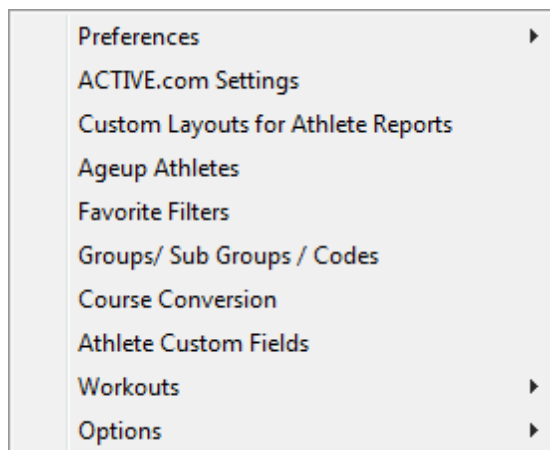 Preferences
ACTIVE.com Settings
Custom Layouts for Athlete Reports
Ageup Athletes
Favorite Filters
Groups/ Sub Groups / Codes
Course Conversion
Athlete Custom Fields
Workouts
Options